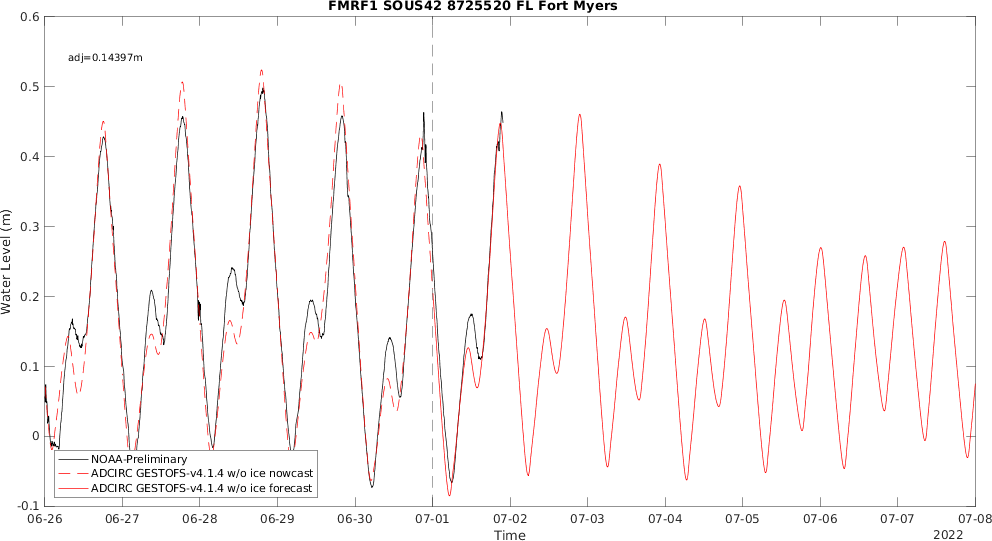 FMRF1 SOUS42 8725520 FL Fort Myers
0.6
adj=0.14397m
0.5
0.4
0.3
0.2
0.1
0
-0.1
Water Level (m)
NOAA-Preliminary
ADCIRC GESTOFS-v4.1.4 w/o ice nowcast
ADCIRC GESTOFS-v4.1.4 w/o ice forecast
06-26 06-27 06-28 06-29 06-30 07-01 07-02 07-03 07-04 07-05 07-06 07-07 07-08
Time
2022